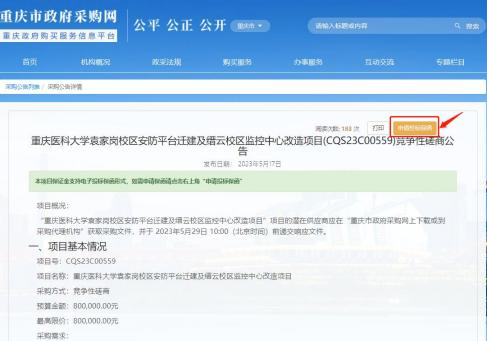 重庆市政府采购网
重庆政府购买服务信息平台
公平 公正 公开
重庆市
请输入标题或内容
搜索
首页 机构概况 政采法规 购买服务 办事服务 互动交流 专题栏目
采购公告列表 / 采购公告详情
阅读次数: 183 次 打印 申请投标保函
重庆医科大学袁家岗校区安防平台迁建及缙云校区监控中心改造项目(CQS23C00559)竞争性磋商公
告
发布日期: 2023年5月17日
本项目保证金支持电子投标保函形式，如需申请保函请点击右上角“申请投标保函”
项目概况:
“重庆医科大学袁家岗校区安防平台迁建及缙云校区监控中心改造项目”项目的潜在供应商应在“重庆市政府采购网上下载或到
采购代理机构”获取采购文件，并于 2023年5月29日 10:00（北京时间）前递交响应文件。
一、项目基本情况
项目号: CQS23C00559
项目名称: 重庆医科大学袁家岗校区安防平台迁建及缙云校区监控中心改造项目
采购方式: 竞争性磋商
预算金额: 800,000.00元
最高限价: 800,000.00元
采购需求: